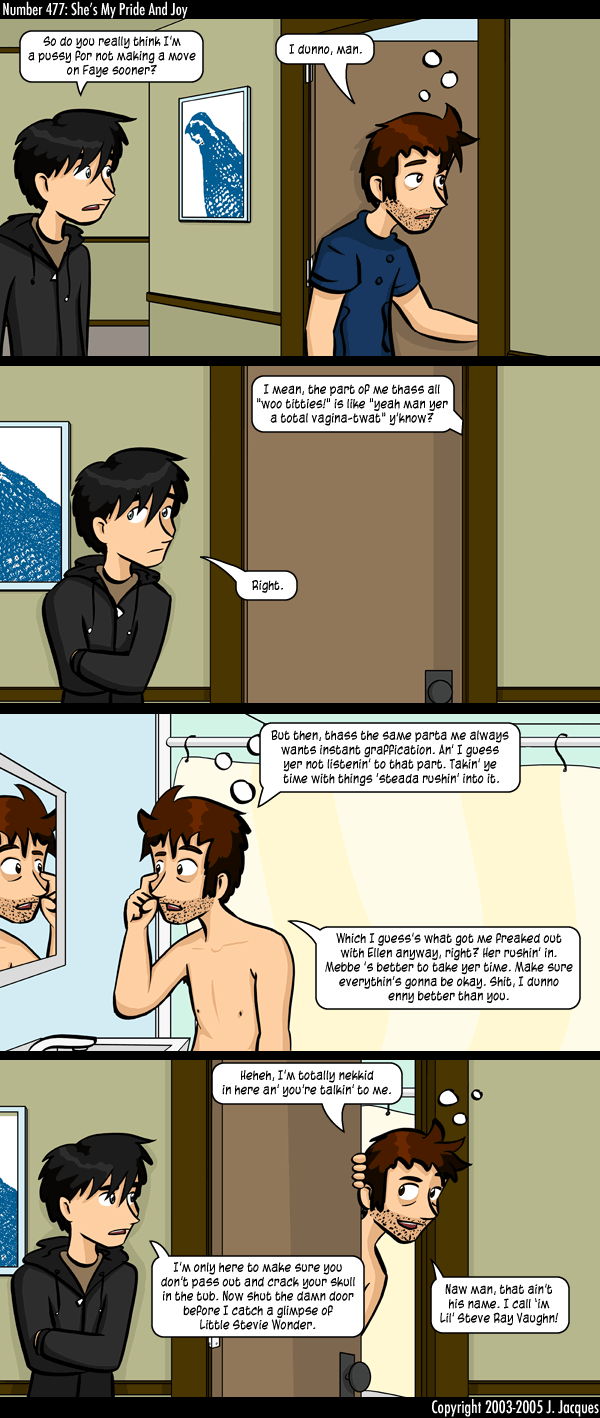 Number 477: She's My Pride And Joy
So do you really think I'm
a pussy for not making a move
on Faye sooner?
I dunno, man.
I mean, the part of me thass all
"woo titties!" is like "yeah man yer
a total vagina-twat" y'know?
Right.
But then, thass the same parta me always
wants instant graffication. An' I guess
yer not listenin' to that part. Takin' ye
time with things 'steada rushin' into it.
Which I guess's what got me freaked out
with Ellen anyway, right? Her rushin' in.
Mebbe 's better to take yer time. Make sure
everythin's gonna be okay. Shit, I dunno
enny better than you.
Heheh, I'm totally nekkid
in here an' you're talkin' to me.
I'm only here to make sure you
don't pass out and crack your skull
in the tub. Now shut the damn door
before I catch a glimpse of
Little Stevie Wonder.
Naw man, that ain't
his name. I call 'im
Lil' Steve Ray Vaughn!
Copyright 2003-2005 J. Jacques